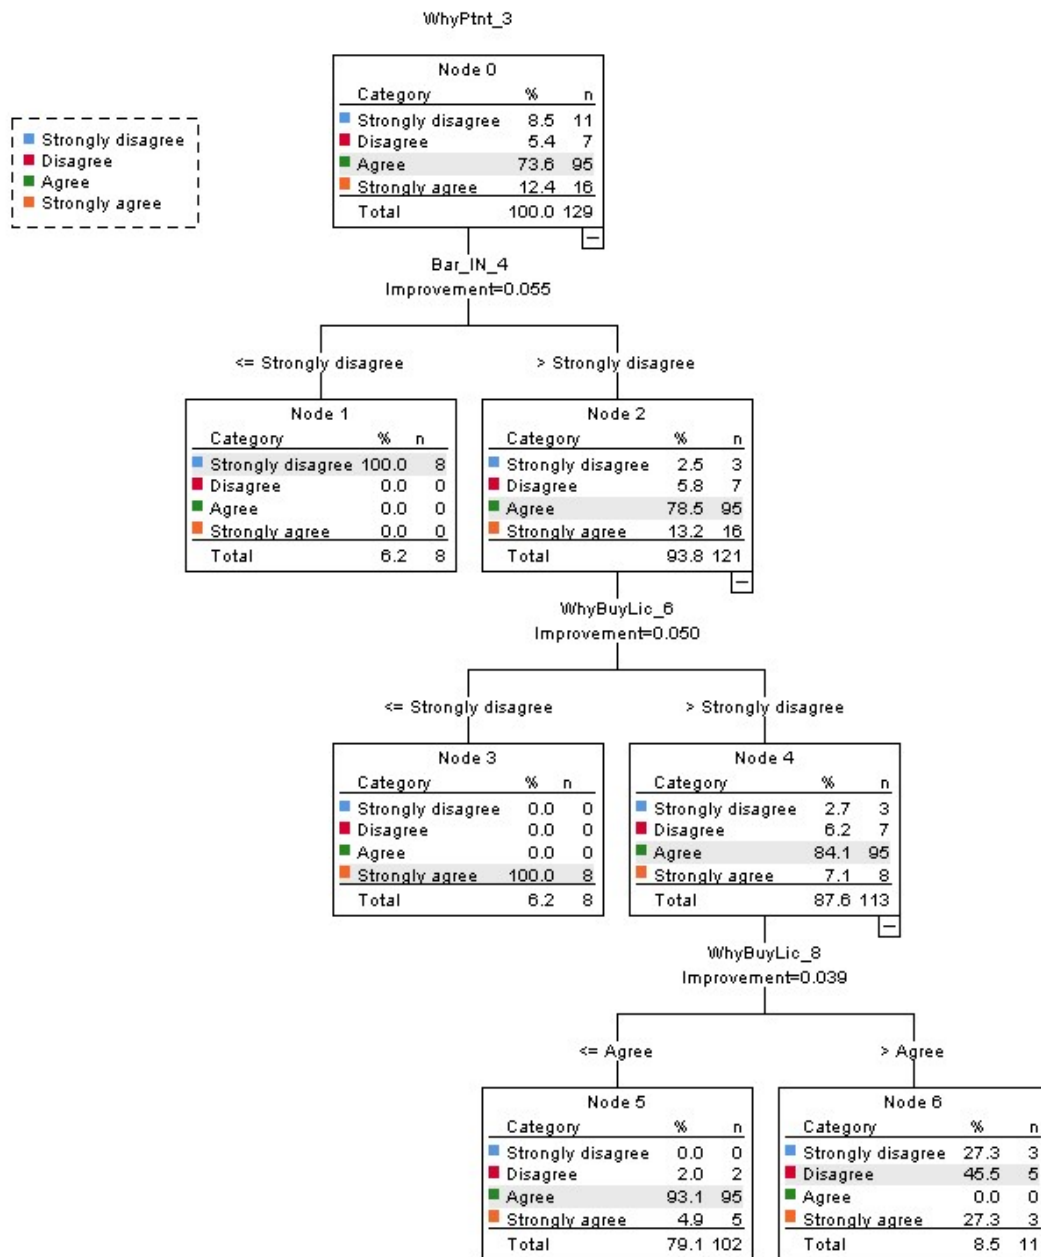 WhyPtnt_3
Node 0
Category % n
Strongly disagree 8.5 11
Disagree 5.4 7
Agree 73.6 95
Strongly agree 12.4 16
Total 100.0 129
Strongly disagree
Disagree
Agree
Strongly agree
Bar_IN_4
Improvement=0.055
<= Strongly disagree
> Strongly disagree
Node 1
Category % n
Strongly disagree 100.0 8
Disagree 0.0 0
Agree 0.0 0
Strongly agree 0.0 0
Total 6.2 8
Node 2
Category % n
Strongly disagree 2.5 3
Disagree 5.8 7
Agree 78.5 95
Strongly agree 13.2 16
Total 93.8 121
WhyBuyLic_6
Improvement=0.050
<= Strongly disagree
> Strongly disagree
Node 3
Category % n
Strongly disagree 0.0 0
Disagree 0.0 0
Agree 0.0 0
Strongly agree 100.0 8
Total 6.2 8
Node 4
Category % n
Strongly disagree 2.7 3
Disagree 6.2 7
Agree 84.1 95
Strongly agree 7.1 8
Total 87.6 113
WhyBuyLic_8
Improvement=0.039
<= Agree
> Agree
Node 5
Category % n
Strongly disagree 0.0 0
Disagree 2.0 2
Agree 93.1 95
Strongly agree 4.9 5
Total 79.1 102
Node 6
Category % n
Strongly disagree 27.3 3
Disagree 45.5 5
Agree 0.0 0
Strongly agree 27.3 3
Total 8.5 11